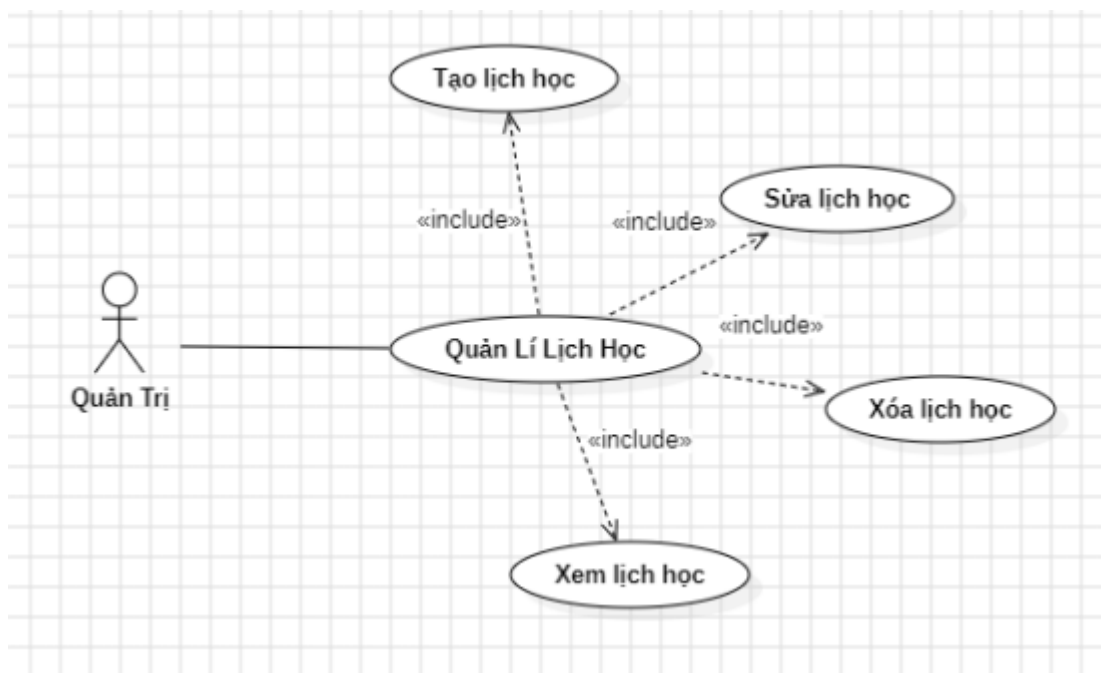 Tạo lịch học
Sửa lịch học
«include»
«include»
«include»
Quản Lí Lịch Học
Quản Trị
Xóa lịch học
«include»
Xem lịch học